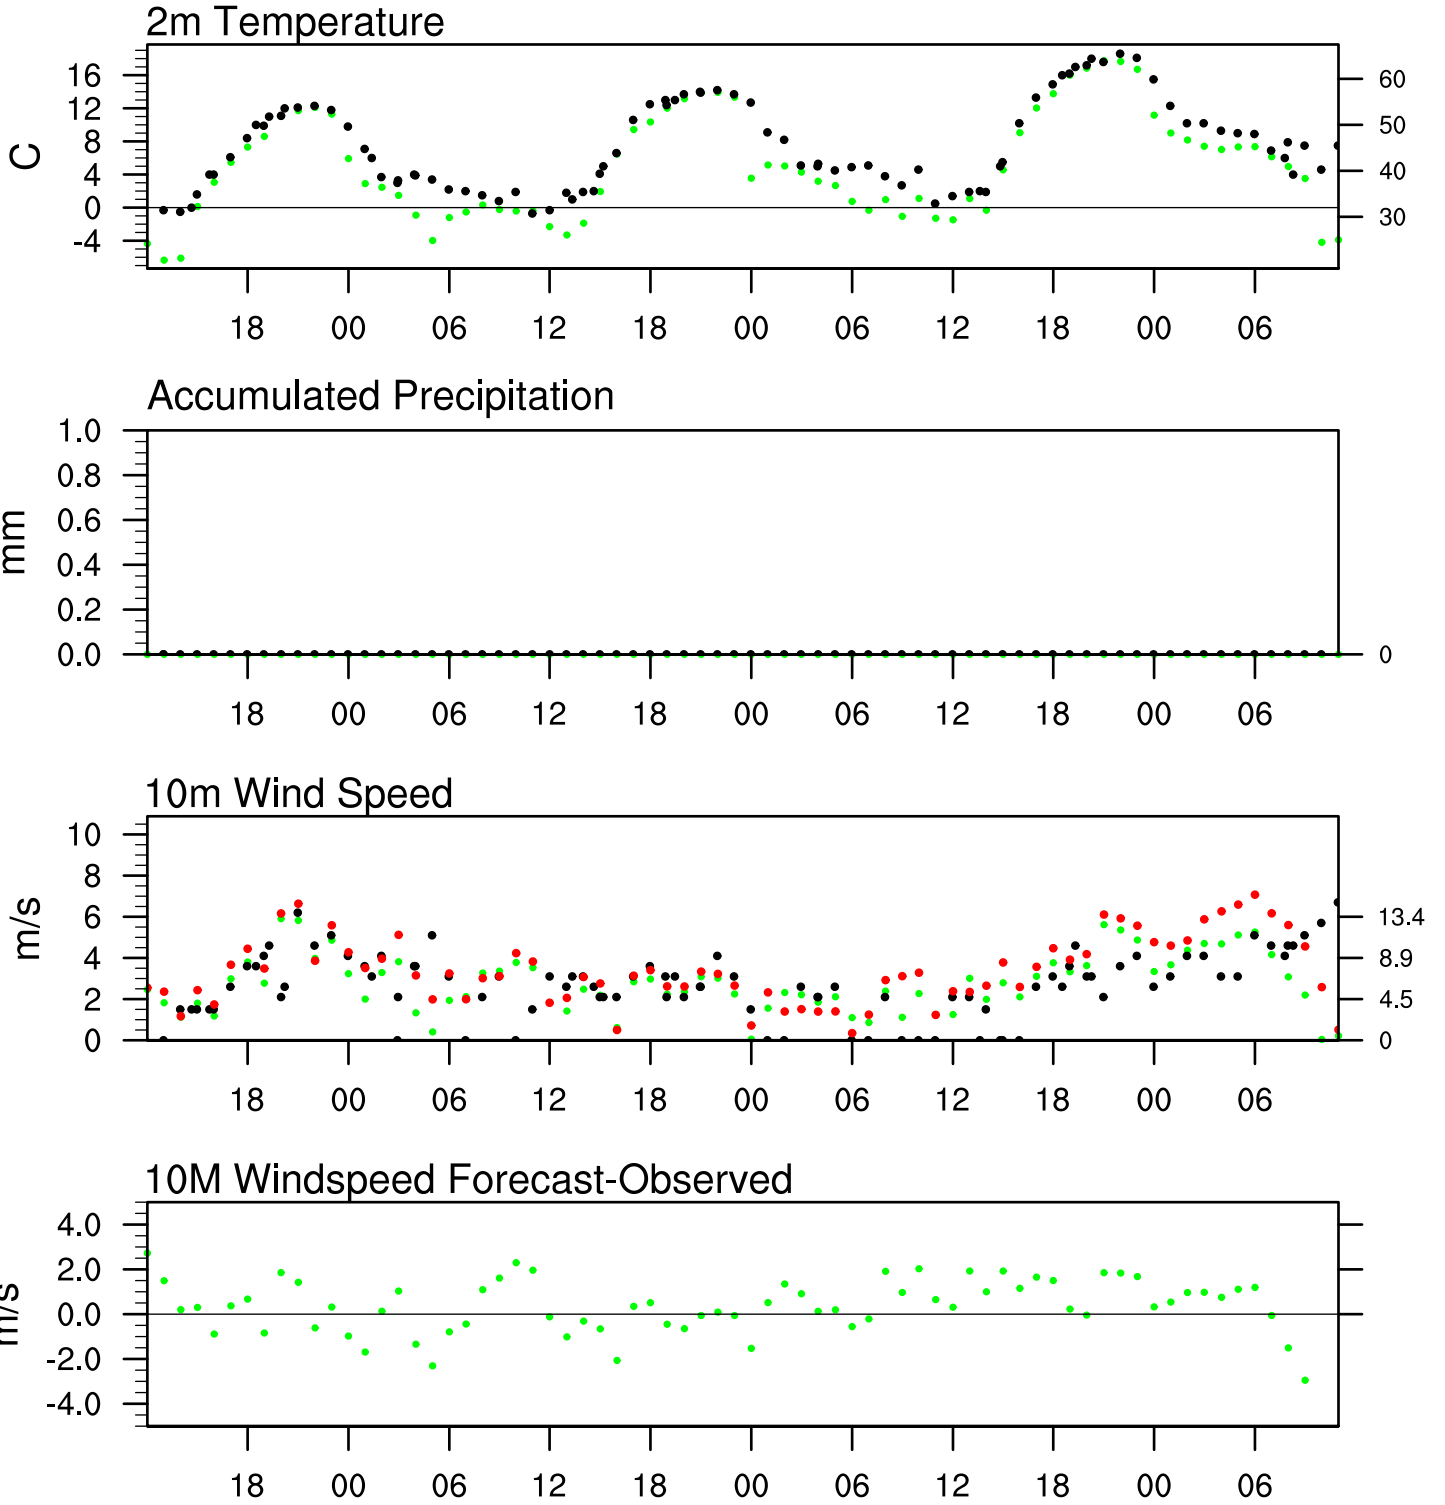 2m Temperature
16
12
8
4
0
-4
C
60
50
40
30
18 00 06 12 18 00 06 12 18 00 06
Accumulated Precipitation
1.0
0.8
0.6
0.4
0.2
0.0
mm
0
18 00 06 12 18 00 06 12 18 00 06
10m Wind Speed
10
8
6
4
2
0
m/s
13.4
8.9
4.5
0
18 00 06 12 18 00 06 12 18 00 06
10M Windspeed Forecast-Observed
4.0
2.0
0.0
-2.0
-4.0
m/s
18 00 06 12 18 00 06 12 18 00 06